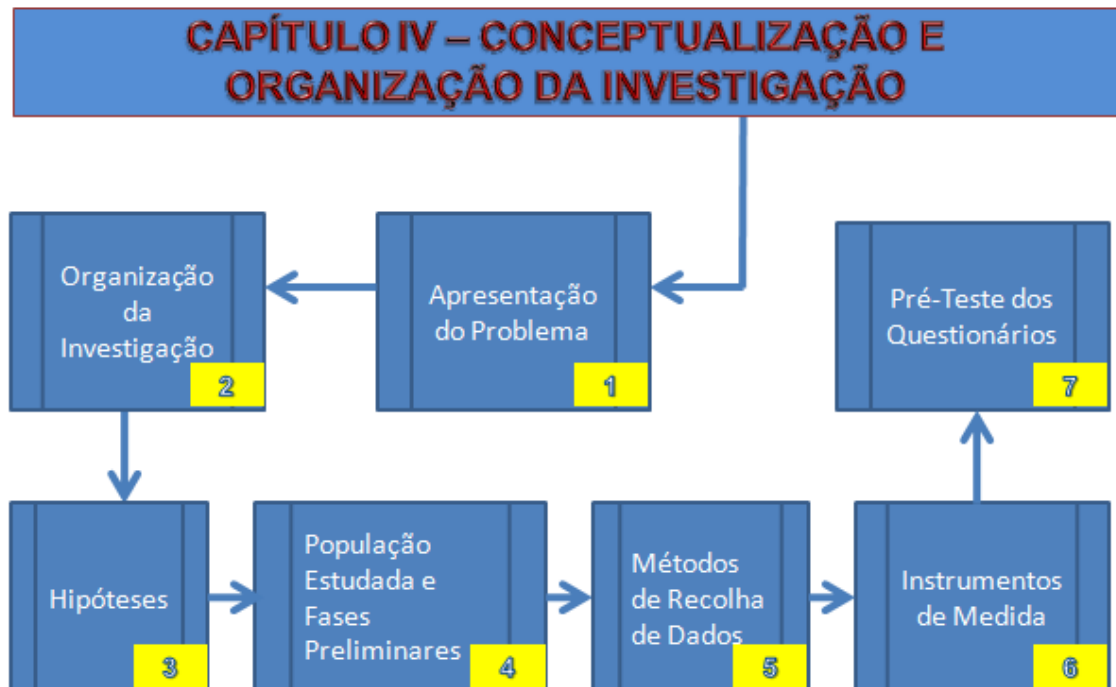 CAPÍTULO IV – CONCEPTUALIZAÇÃO E
ORGANIZAÇÃO DA INVESTIGAÇÃO
Apresentação
do Problema
1
Organização
da
Investigação
2
Hipóteses
3
População
Estudada e
Fases
Preliminares
4
Métodos
de Recolha
de Dados
5
Instrumentos
de Medida
6
Pré-Teste dos
Questionários
7